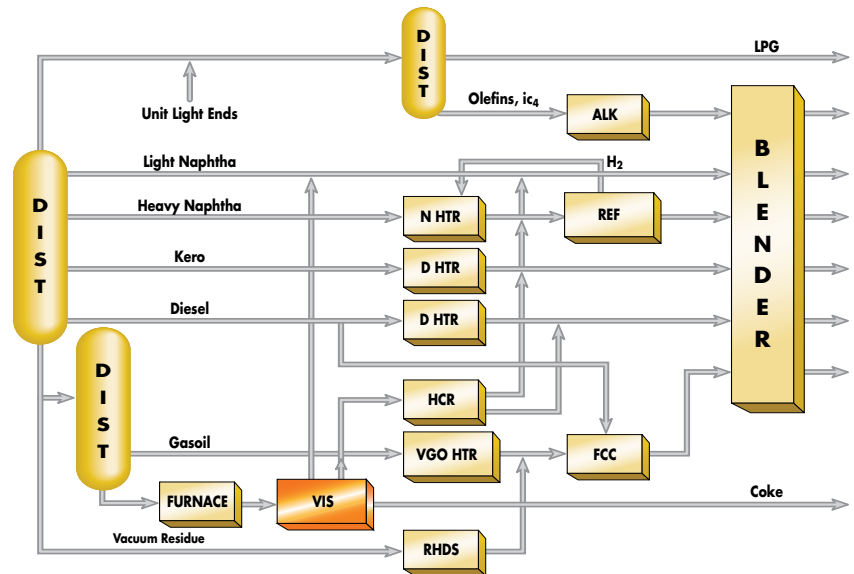 DIST
LPG
Unit Light Ends
Olefins, ic₄
ALK
Light Naphtha
H₂
BLENDER
DIST
Heavy Naphtha
N HTR
REF
Kero
D HTR
Diesel
D HTR
DIST
HCR
Gasoil
VGO HTR
FCC
FURNACE
VIS
Coke
Vacuum Residue
RHDS